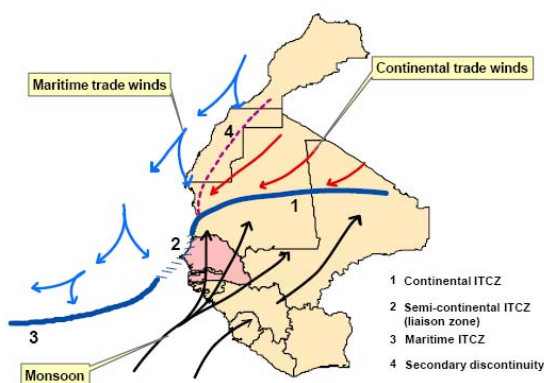 Maritime trade winds
Continental trade winds
4
1
2
3
Monsoon
1 Continental ITCZ
2 Semi-continental ITCZ
(liaison zone)
3 Maritime ITCZ
4 Secondary discontinuity